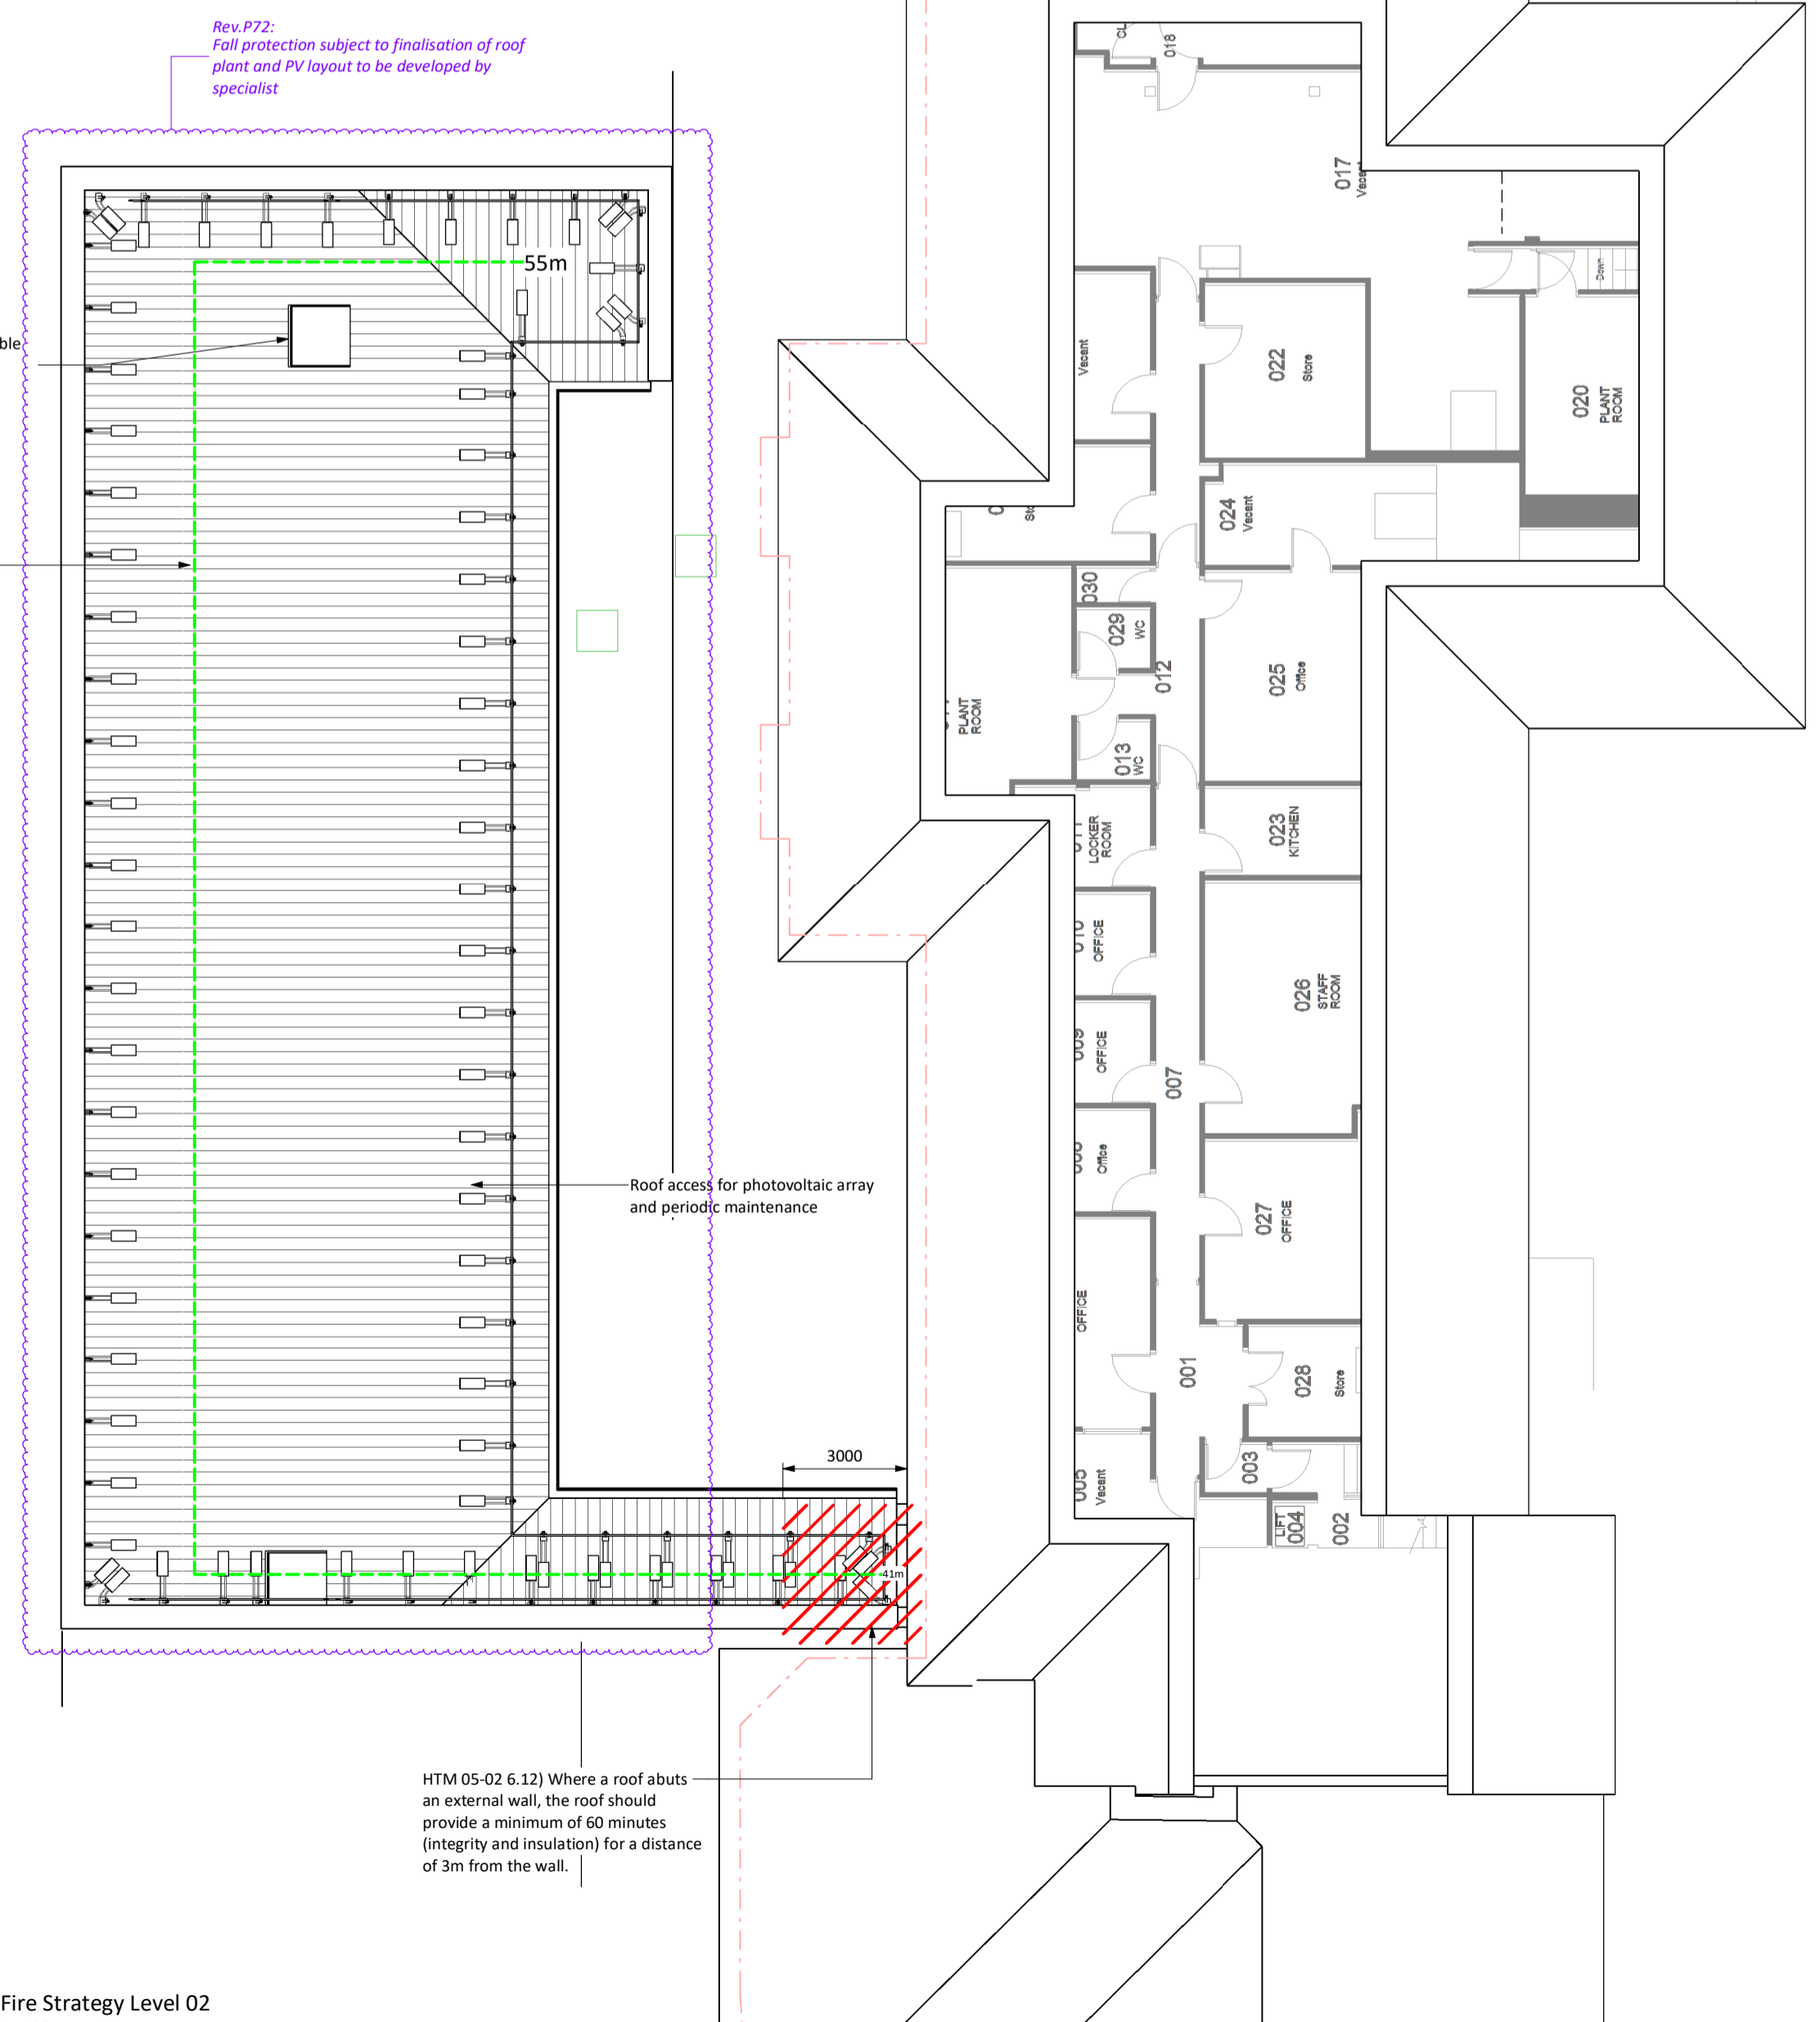 Rev.P72:
Fall protection subject to finalisation of roof
plant and PV layout to be developed by
specialist
55m
Roof access for photovoltaic array
and periodic maintenance
3000
41m
HTM 05-02 6.12) Where a roof abuts
an external wall, the roof should
provide a minimum of 60 minutes
(integrity and insulation) for a distance
of 3m from the wall.
Fire Strategy Level 02
018
017
Vacant
Down
020
PLANT
ROOM
022
Store
Vacant
024
Vacant
030
029
WC
012
025
Office
PLANT
ROOM
013
WC
LOCKER
ROOM
023
KITCHEN
010
OFFICE
026
STAFF
ROOM
009
OFFICE
007
Office
027
OFFICE
OFFICE
001
028
Store
005
Vacant
003
LIFT
004
002